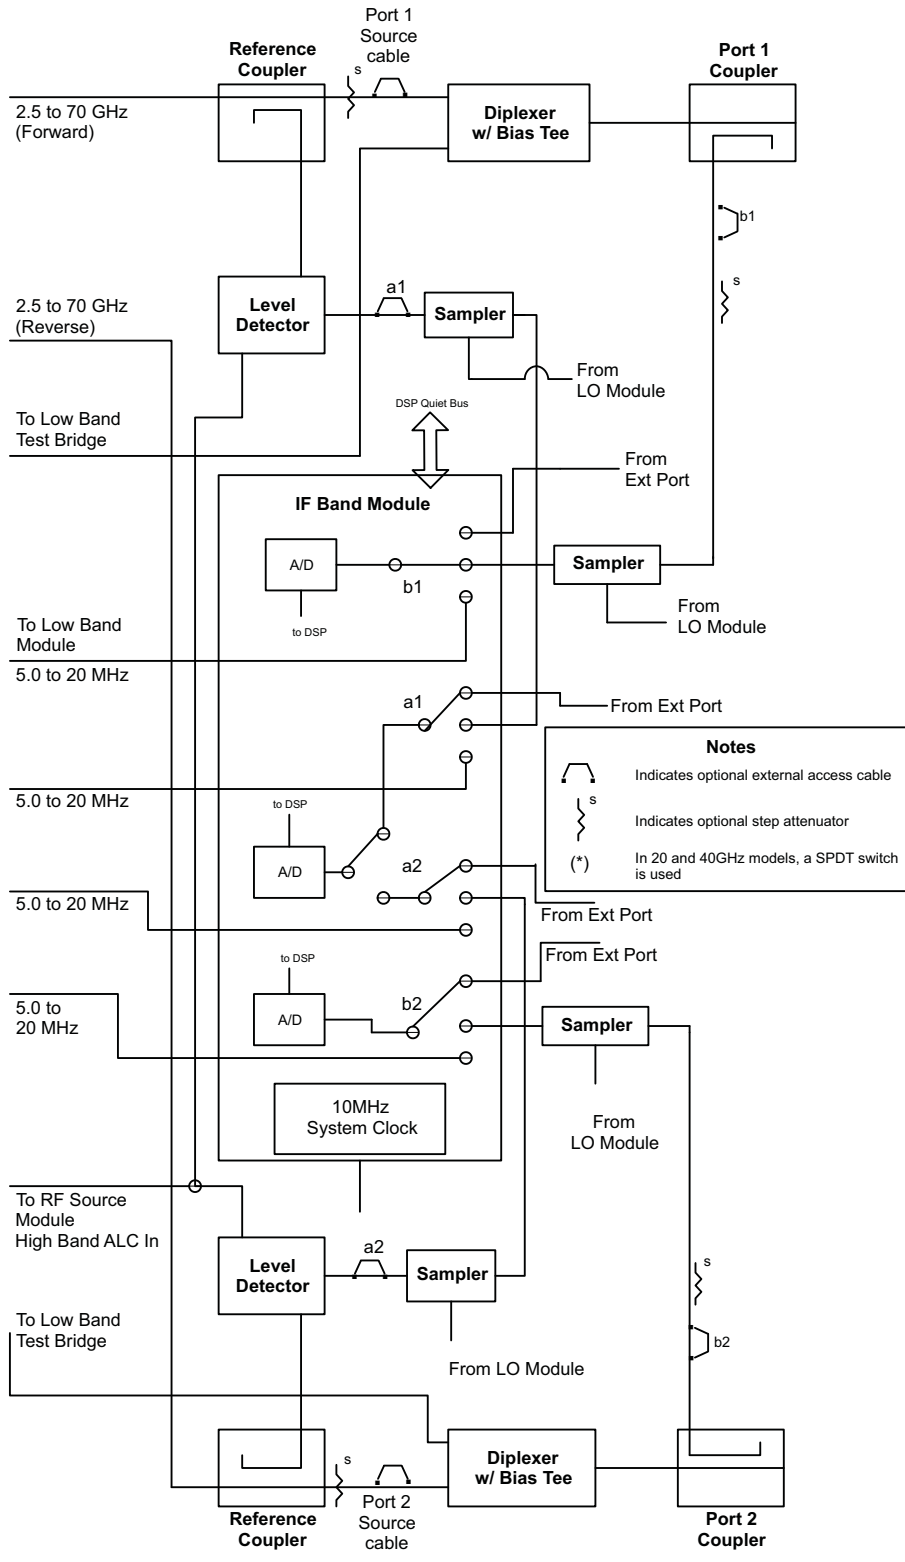 Port 1
Source
cable
Reference
Coupler
s
Port 1
Coupler
2.5 to 70 GHz
(Forward)
Diplexer
w/ Bias Tee
b1
s
2.5 to 70 GHz
(Reverse)
Level
Detector
a1
Sampler
From
LO Module
DSP Quiet Bus
To Low Band
Test Bridge
From
Ext Port
IF Band Module
A/D
b1
Sampler
to DSP
From
LO Module
To Low Band
Module
5.0 to 20 MHz
a1
From Ext Port
Notes
Indicates optional external access cable
s
Indicates optional step attenuator
(*)
In 20 and 40GHz models, a SPDT switch
is used
5.0 to 20 MHz
to DSP
A/D
a2
5.0 to 20 MHz
From Ext Port
From Ext Port
to DSP
A/D
b2
5.0 to
20 MHz
Sampler
10MHz
System Clock
From
LO Module
To RF Source
Module
High Band ALC In
Level
Detector
a2
Sampler
s
To Low Band
Test Bridge
b2
From LO Module
Diplexer
w/ Bias Tee
s
Port 2
Source
cable
Reference
Coupler
Port 2
Coupler